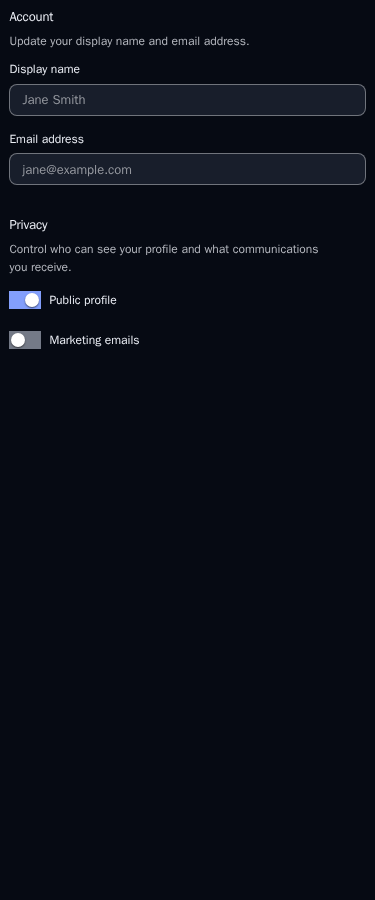 Account
Update your display name and email address.
Display name
Jane Smith
Email address
jane@example.com
Privacy
Control who can see your profile and what communications
you receive.
Public profile
Marketing emails